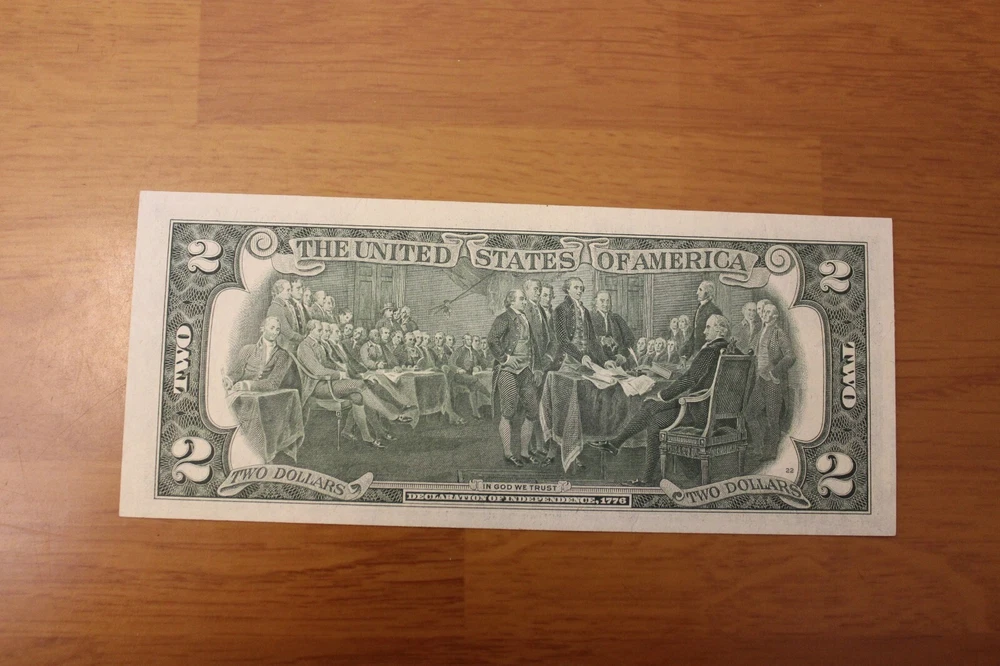 THE UNITED STATES OF AMERICA
2
2
TWO
TWO
2
2
22
TWO DOLLARS
IN GOD WE TRUST
TWO DOLLARS
DECLARATION OF INDEPENDENCE, 1776